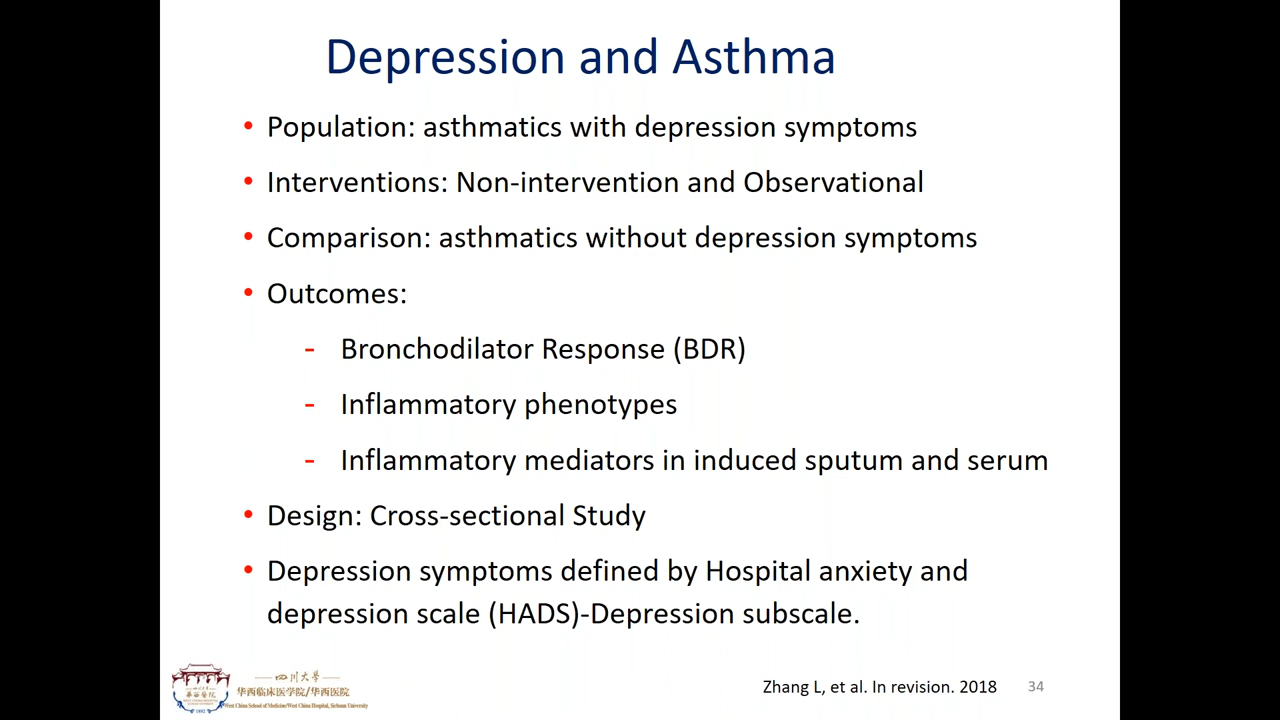 Depression and Asthma
• Population: asthmatics with depression symptoms
• Interventions: Non-intervention and Observational
• Comparison: asthmatics without depression symptoms
• Outcomes:
- Bronchodilator Response (BDR)
- Inflammatory phenotypes
- Inflammatory mediators in induced sputum and serum
• Design: Cross-sectional Study
• Depression symptoms defined by Hospital anxiety and
depression scale (HADS)-Depression subscale.
四川大学
华西临床医学院/华西医院
West China School of Medicine/West China Hospital, Sichuan University
1892
Zhang L, et al. In revision. 2018
34